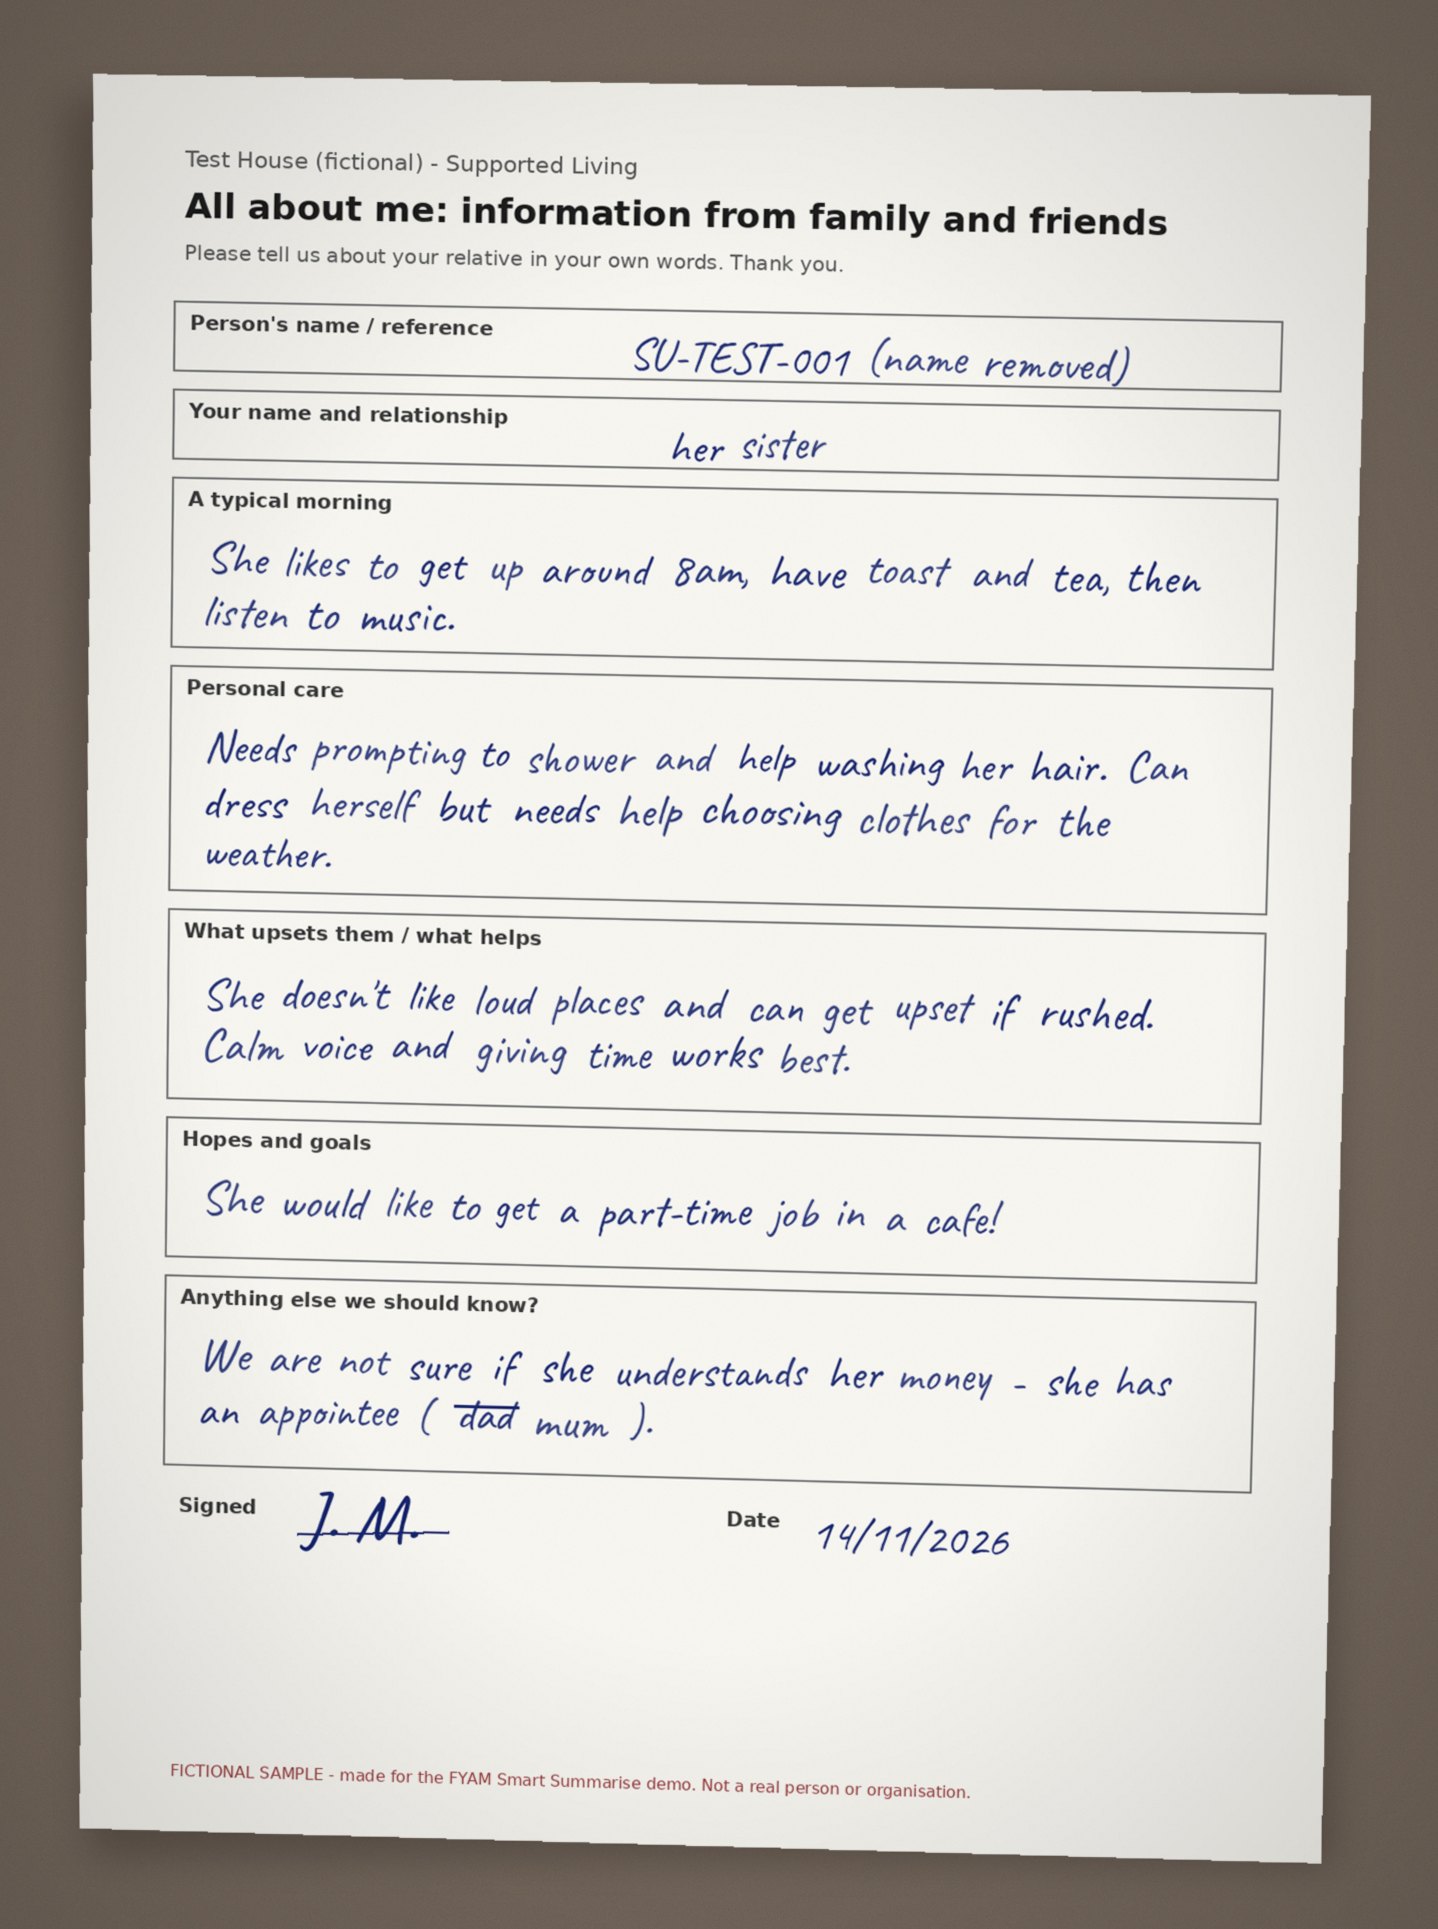 Test House (fictional) - Supported Living
All about me: information from family and friends
Please tell us about your relative in your own words. Thank you.
Person's name / reference
SU-TEST-001 (name removed)
Your name and relationship
her sister
A typical morning
She likes to get up around 8am, have toast and tea, then
listen to music.
Personal care
Needs prompting to shower and help washing her hair. Can
dress herself but needs help choosing clothes for the
weather.
What upsets them / what helps
She doesn't like loud places and can get upset if rushed.
Calm voice and giving time works best.
Hopes and goals
She would like to get a part-time job in a cafe!
Anything else we should know?
We are not sure if she understands her money - she has
an appointee ( dad mum ).
Signed J. M. Date 14/11/2026
FICTIONAL SAMPLE - made for the FYAM Smart Summarise demo. Not a real person or organisation.